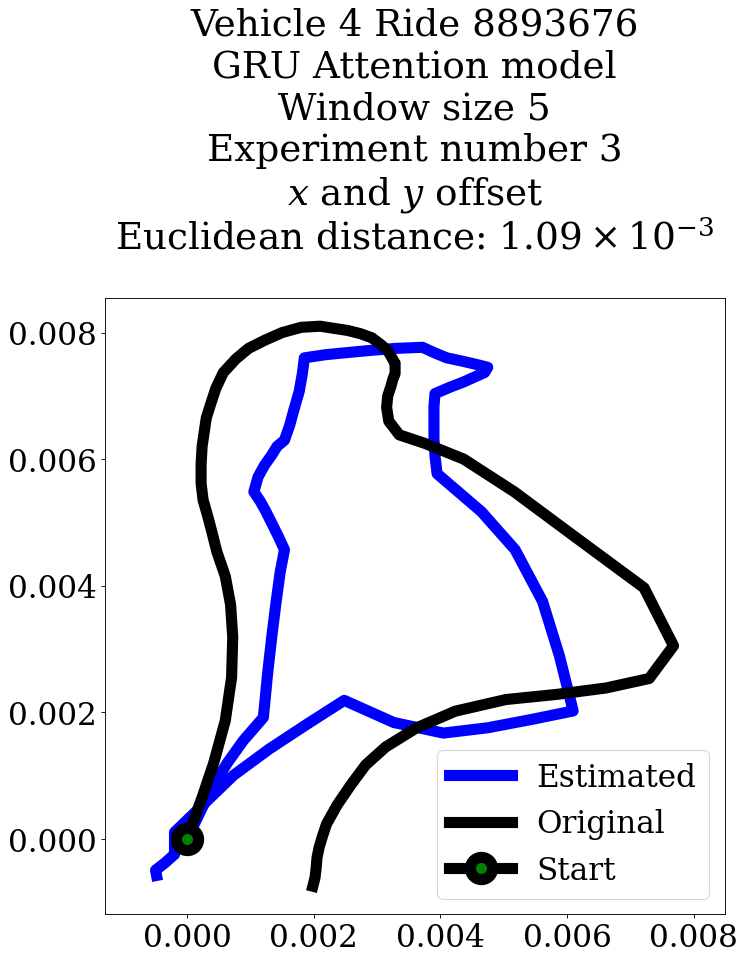 Vehicle 4 Ride 8893676
GRU Attention model
Window size 5
Experiment number 3
x and y offset
Euclidean distance: 1.09 × 10⁻³
0.008
0.006
0.004
0.002
0.000
Estimated
Original
Start
0.000 0.002 0.004 0.006 0.008